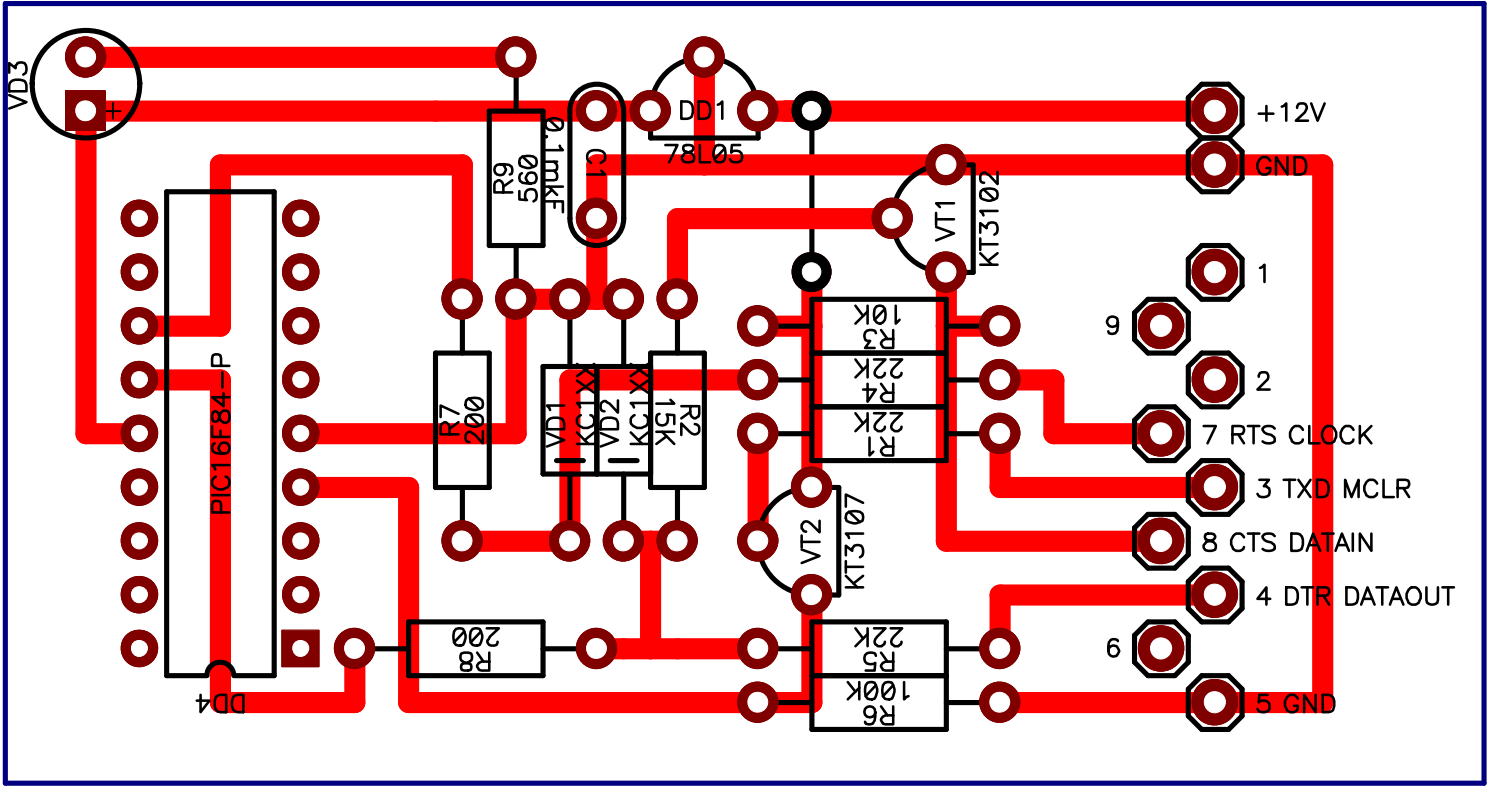 VD3
+
R9
560
0.1mkF
C1
DD1
78L05
+12V
GND
VT1
KT3102
1
9
2
R3
10K
R4
22K
R1
22K
PIC16F84-P
DD4
R7
200
VD1
KC1XX
VD2
KC1XX
R2
15K
7 RTS CLOCK
3 TXD MCLR
VT2
KT3107
8 CTS DATAIN
4 DTR DATAOUT
R8
200
R5
22K
6
R6
100K
5 GND